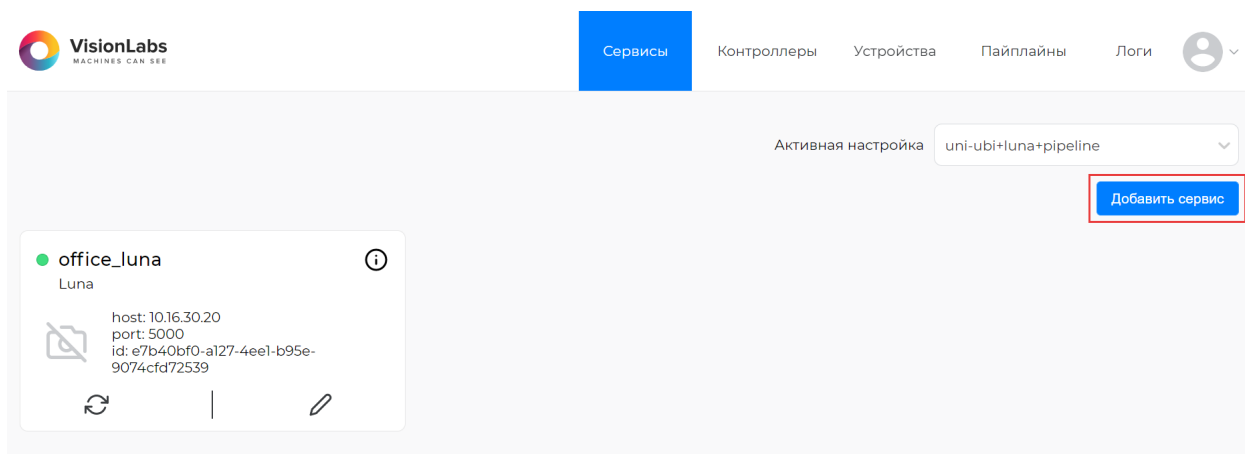 VisionLabs
MACHINES CAN SEE
Сервисы
Контроллеры
Устройства
Пайплайны
Логи
Активная настройка
uni-ubi+luna+pipeline
Добавить сервис
office_luna
Luna
host: 10.16.30.20
port: 5000
id: e7b40bf0-a127-4ee1-b95e-
9074cfd72539